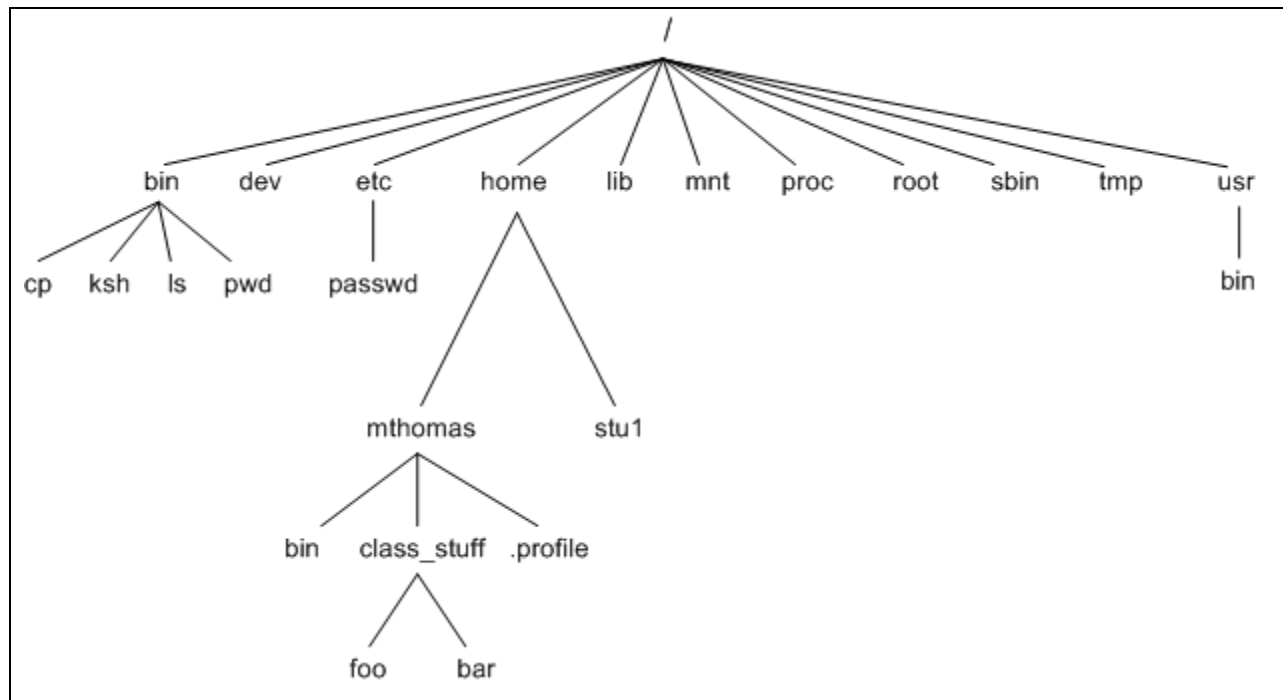 /
bin dev etc home lib mnt proc root sbin tmp usr
cp ksh ls pwd passwd bin
mthomas stu1
bin class_stuff .profile
foo bar